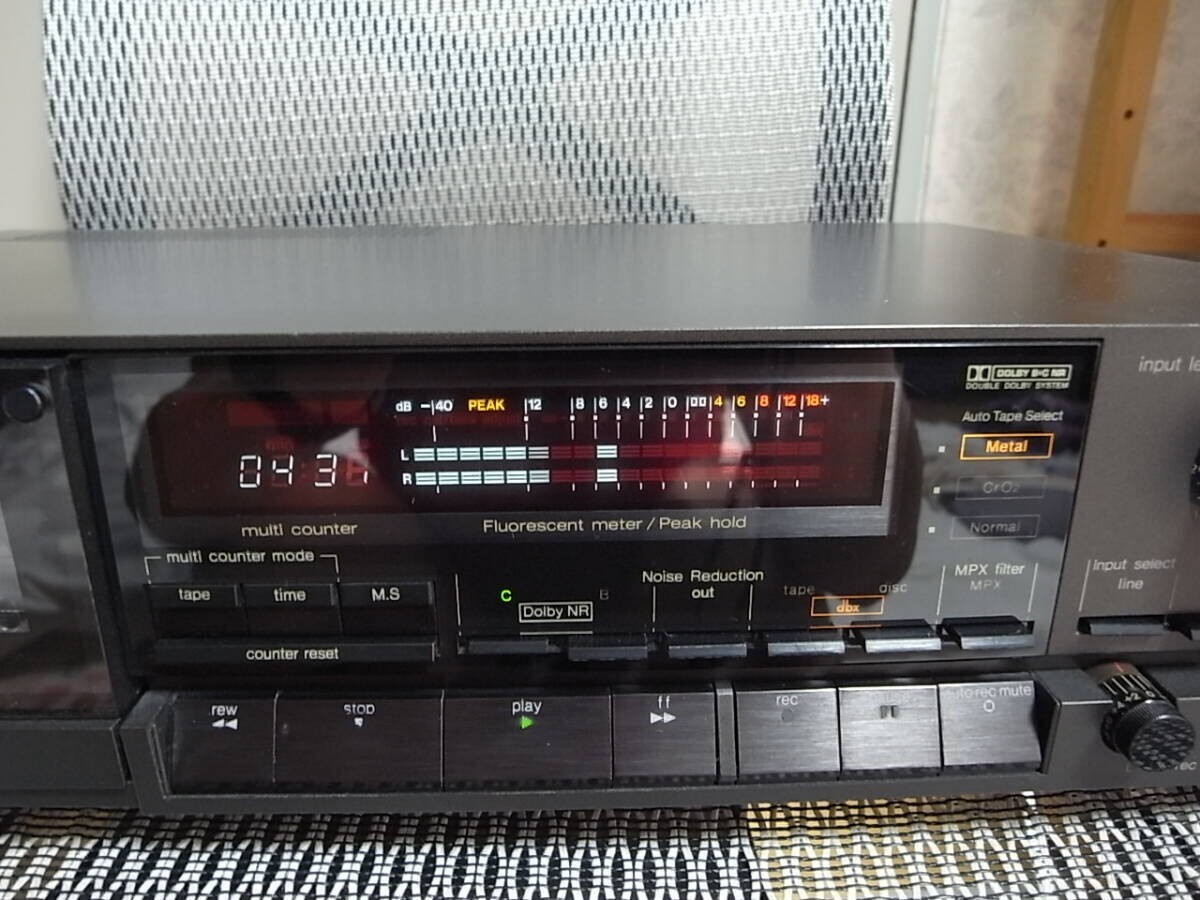 DOLBY B·C NR
DOUBLE DOLBY SYSTEM
input le
Auto Tape Select
dB -40 PEAK 12 8 6 4 2 0 4 6 8 12 18+
Metal
L
04 31
R
CrO2
multi counter
Fluorescent meter / Peak hold
Normal
multi counter mode
tape
time
M.S
C
B
Dolby NR
Noise Reduction
out
tape
disc
dbx
MPX filter
MPX
input select
line
counter reset
rew
stop
play
ff
rec
auto rec mute
rec